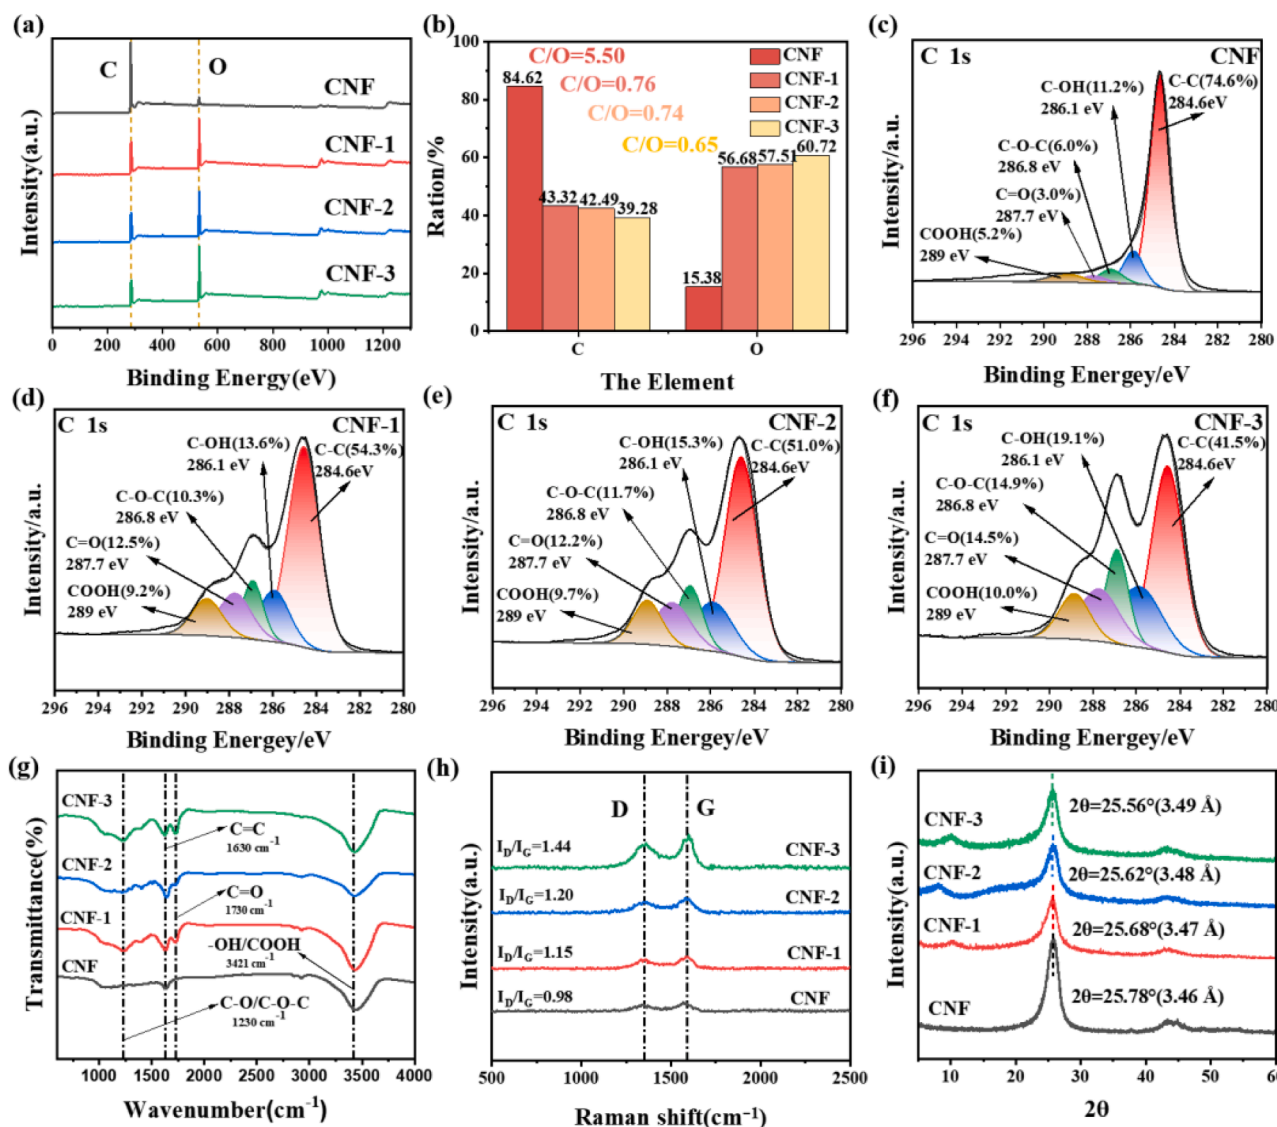 (a)
C
O
CNF
CNF-1
CNF-2
CNF-3
Intensity(a.u.)
0 200 400 600 800 1000 1200
Binding Energy(eV)
(b)
100
80
60
40
20
0
Ration/%
C/O=5.50
C/O=0.76
C/O=0.74
C/O=0.65
CNF
CNF-1
CNF-2
CNF-3
84.62
43.32 42.49 39.28
15.38
56.68 57.51 60.72
C O
The Element
(c)
C 1s
CNF
C-OH(11.2%)
286.1 eV
C-C(74.6%)
284.6eV
C-O-C(6.0%)
286.8 eV
C=O(3.0%)
287.7 eV
COOH(5.2%)
289 eV
Intensity/a.u.
296 294 292 290 288 286 284 282 280
Binding Energey/eV
(d)
C 1s
CNF-1
C-OH(13.6%)
286.1 eV
C-C(54.3%)
284.6eV
C-O-C(10.3%)
286.8 eV
C=O(12.5%)
287.7 eV
COOH(9.2%)
289 eV
Intensity/a.u.
296 294 292 290 288 286 284 282 280
Binding Energey/eV
(e)
C 1s
CNF-2
C-OH(15.3%)
286.1 eV
C-C(51.0%)
284.6eV
C-O-C(11.7%)
286.8 eV
C=O(12.2%)
287.7 eV
COOH(9.7%)
289 eV
Intensity/a.u.
296 294 292 290 288 286 284 282 280
Binding Energey/eV
(f)
C 1s
CNF-3
C-OH(19.1%)
286.1 eV
C-C(41.5%)
284.6eV
C-O-C(14.9%)
286.8 eV
C=O(14.5%)
287.7 eV
COOH(10.0%)
289 eV
Intensity/a.u.
296 294 292 290 288 286 284 282 280
Binding Energey/eV
(g)
CNF-3
C=C
1630 cm⁻¹
CNF-2
C=O
1730 cm⁻¹
CNF-1
-OH/COOH
3421 cm⁻¹
CNF
C-O/C-O-C
1230 cm⁻¹
Transmittance(%)
1000 1500 2000 2500 3000 3500 4000
Wavenumber(cm⁻¹)
(h)
D G
I_D/I_G=1.44
CNF-3
I_D/I_G=1.20
CNF-2
I_D/I_G=1.15
CNF-1
I_D/I_G=0.98
CNF
Intensity(a.u.)
500 1000 1500 2000 2500
Raman shift(cm⁻¹)
(i)
2θ=25.56°(3.49 Å)
CNF-3
2θ=25.62°(3.48 Å)
CNF-2
2θ=25.68°(3.47 Å)
CNF-1
2θ=25.78°(3.46 Å)
CNF
Intensity(a.u.)
10 20 30 40 50 60
2θ